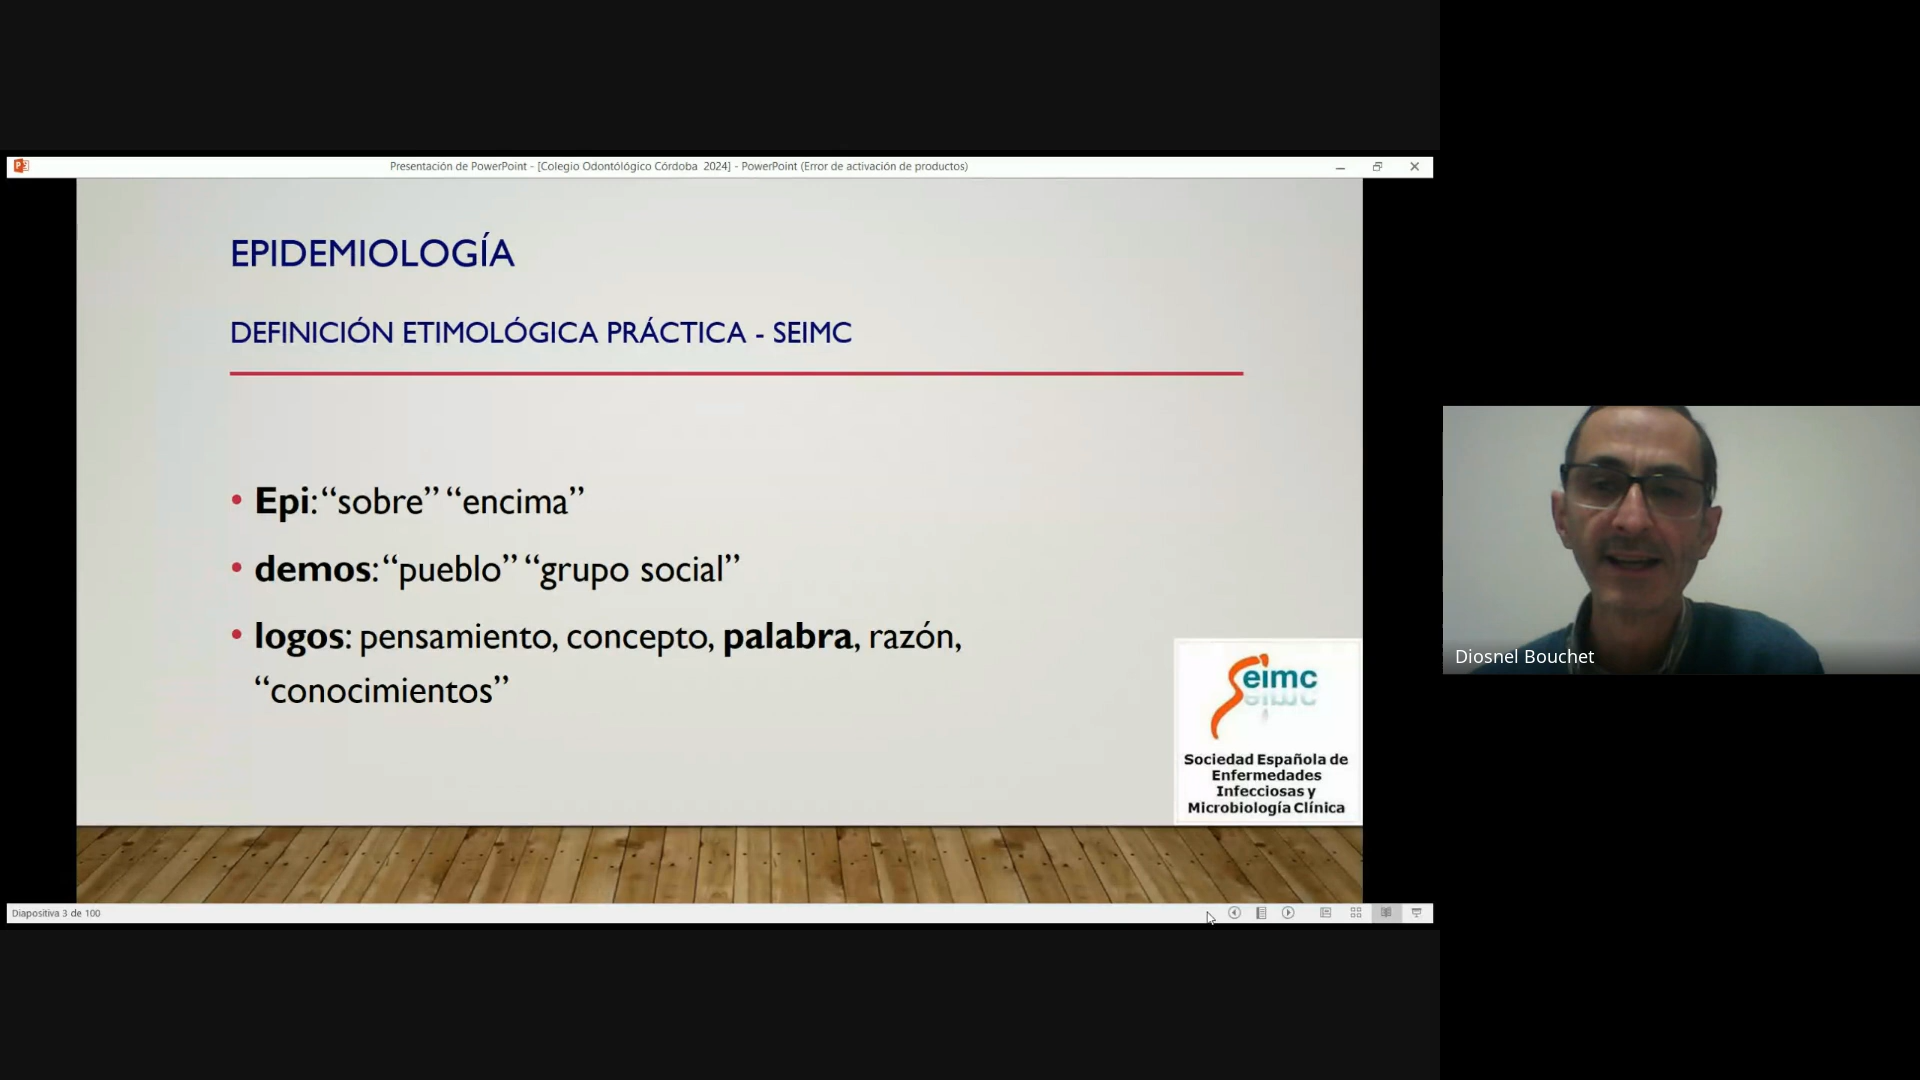 Presentación de PowerPoint - [Colegio Odontólógico Córdoba  2024] - PowerPoint (Error de activación de productos)
EPIDEMIOLOGÍA
DEFINICIÓN ETIMOLÓGICA PRÁCTICA - SEIMC
• Epi: “sobre” “encima”
• demos: “pueblo” “grupo social”
• logos: pensamiento, concepto, palabra, razón,
“conocimientos”
Seimc
Sociedad Española de
Enfermedades
Infecciosas y
Microbiología Clínica
Diapositiva 3 de 100
Diosnel Bouchet